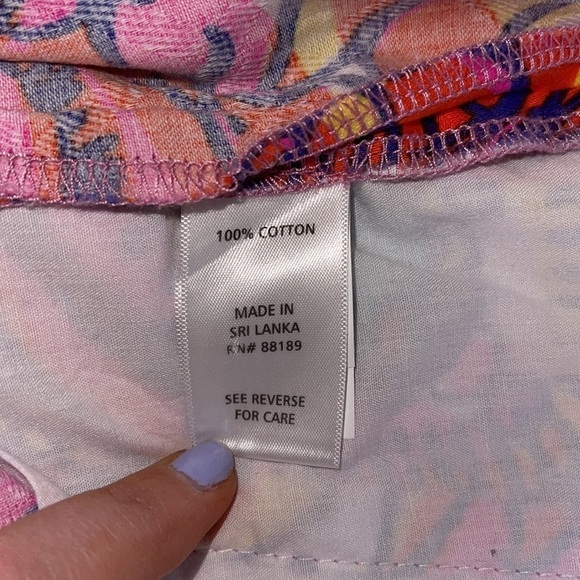 100% COTTON
MADE IN
SRI LANKA
RN# 88189
SEE REVERSE
FOR CARE